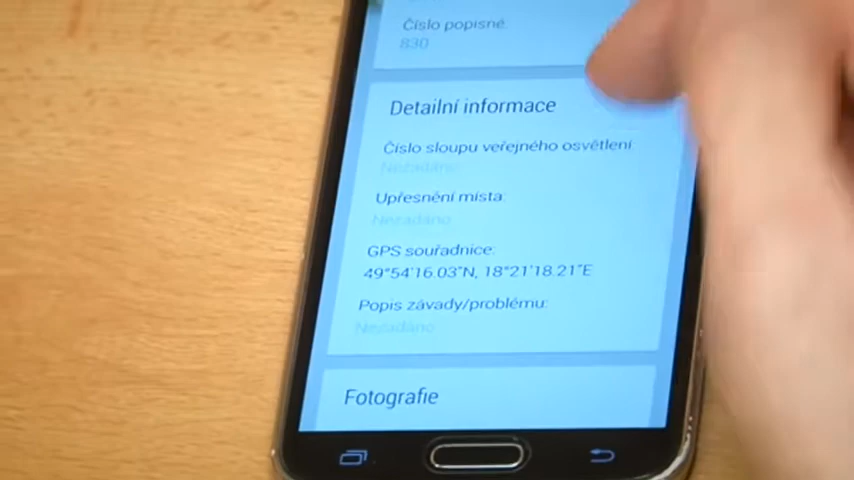 Číslo popisné:
830
Detailní informace
Číslo sloupu veřejného osvětlení:
Nezadáno
Upřesnění místa:
Nezadáno
GPS souřadnice:
49°54'16.03"N, 18°21'18.21"E
Popis závady/problému:
Nezadáno
Fotografie